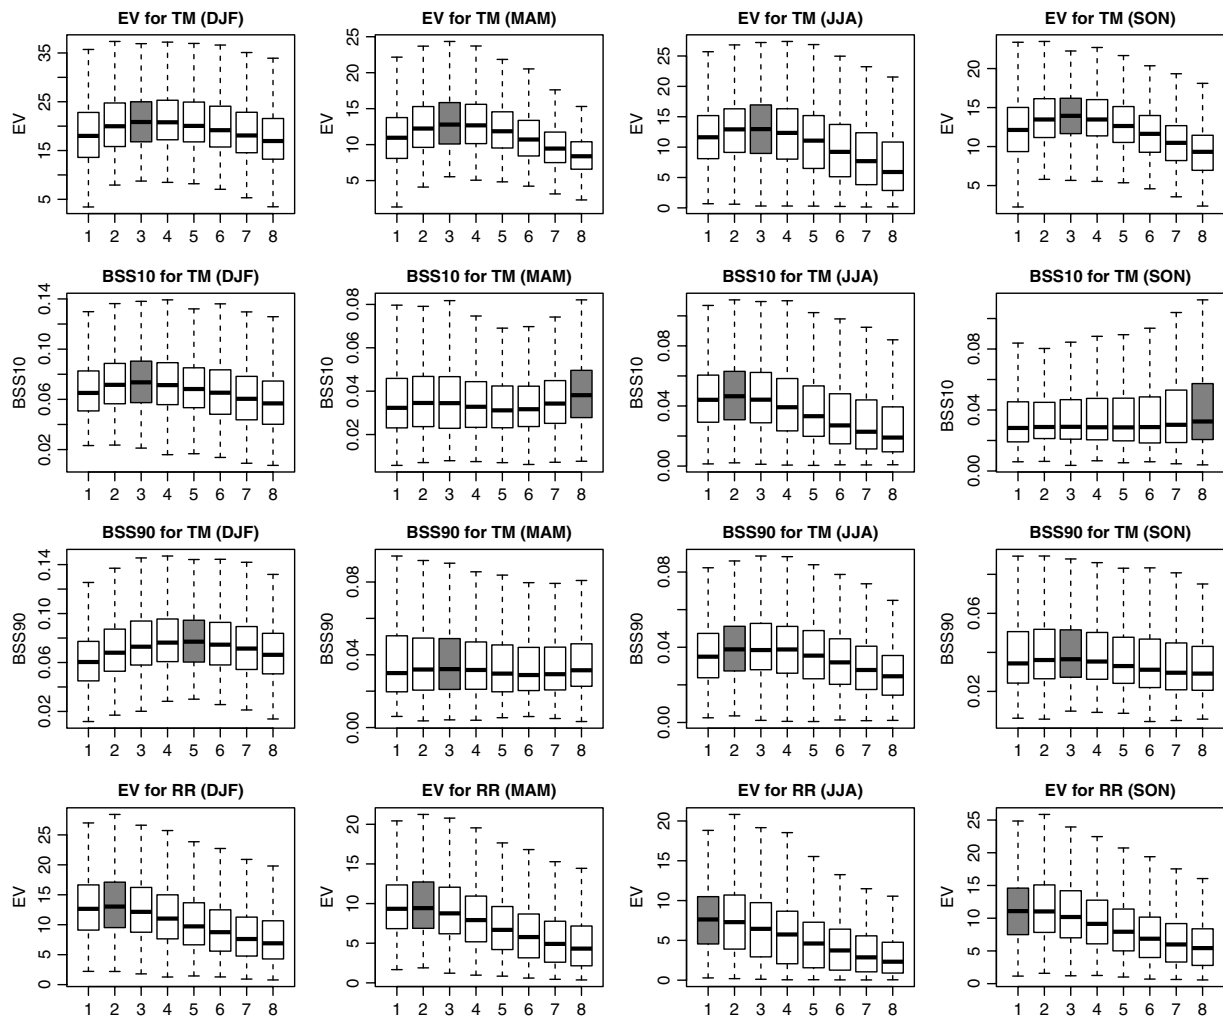 EV for TM (DJF) EV for TM (MAM) EV for TM (JJA) EV for TM (SON)
EV 5 15 25 35 EV 5 10 15 20 25 EV 0 5 10 15 20 25 EV 5 10 15 20
1 2 3 4 5 6 7 8 1 2 3 4 5 6 7 8 1 2 3 4 5 6 7 8 1 2 3 4 5 6 7 8
BSS10 for TM (DJF) BSS10 for TM (MAM) BSS10 for TM (JJA) BSS10 for TM (SON)
BSS10 0.02 0.06 0.10 0.14 BSS10 0.02 0.04 0.06 0.08 BSS10 0.00 0.04 0.08 BSS10 0.00 0.04 0.08
1 2 3 4 5 6 7 8 1 2 3 4 5 6 7 8 1 2 3 4 5 6 7 8 1 2 3 4 5 6 7 8
BSS90 for TM (DJF) BSS90 for TM (MAM) BSS90 for TM (JJA) BSS90 for TM (SON)
BSS90 0.02 0.06 0.10 0.14 BSS90 0.00 0.04 0.08 BSS90 0.00 0.04 0.08 BSS90 0.02 0.06
1 2 3 4 5 6 7 8 1 2 3 4 5 6 7 8 1 2 3 4 5 6 7 8 1 2 3 4 5 6 7 8
EV for RR (DJF) EV for RR (MAM) EV for RR (JJA) EV for RR (SON)
EV 0 5 10 15 20 25 EV 0 5 10 15 20 EV 0 5 10 15 20 EV 0 5 10 15 20 25
1 2 3 4 5 6 7 8 1 2 3 4 5 6 7 8 1 2 3 4 5 6 7 8 1 2 3 4 5 6 7 8